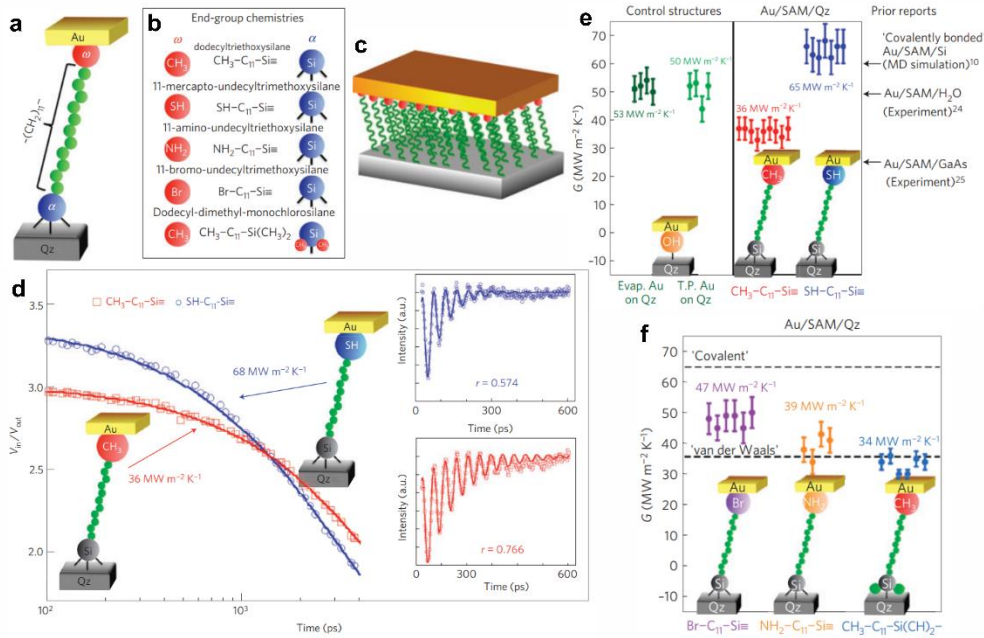 a
Au
ω
-(CH₂)₁₁-
α
Qz
b
End-group chemistries
ω
α
dodecyltriethoxysilane
CH₃
CH₃–C₁₁–Si≡
Si
11-mercapto-undecyltrimethoxysilane
SH
SH–C₁₁–Si≡
Si
11-amino-undecyltriethoxysilane
NH₂
NH₂–C₁₁–Si≡
Si
11-bromo-undecyltrimethoxysilane
Br
Br–C₁₁–Si≡
Si
Dodecyl-dimethyl-monochlorosilane
CH₃
CH₃–C₁₁–Si(CH₃)₂
Si
c
d
CH₃–C₁₁–Si≡
SH-C₁₁–Si≡
Vin/Vout
3.5
3.0
2.5
2.0
10²
10³
Time (ps)
Au
SH
Si
Qz
68 MW m⁻² K⁻¹
Au
CH₃
Si
Qz
36 MW m⁻² K⁻¹
Intensity (a.u.)
r = 0.574
0
200
400
600
Time (ps)
Intensity (a.u.)
r = 0.766
0
200
400
600
Time (ps)
e
Control structures
Au/SAM/Qz
Prior reports
G (MW m⁻² K⁻¹)
70
60
50
40
30
20
10
0
−10
53 MW m⁻² K⁻¹
50 MW m⁻² K⁻¹
36 MW m⁻² K⁻¹
65 MW m⁻² K⁻¹
'Covalently bonded
Au/SAM/Si
(MD simulation)¹⁰
Au/SAM/H₂O
(Experiment)²⁴
Au/SAM/GaAs
(Experiment)²⁵
Au
OH
Qz
Au
CH₃
Si
Qz
Au
SH
Si
Qz
Evap. Au
on Qz
T.P. Au
on Qz
CH₃–C₁₁–Si≡
SH–C₁₁–Si≡
f
Au/SAM/Qz
G (MW m⁻² K⁻¹)
70
60
50
40
30
20
10
0
−10
'Covalent'
47 MW m⁻² K⁻¹
39 MW m⁻² K⁻¹
34 MW m⁻² K⁻¹
'van der Waals'
Au
Br
Si
Qz
Au
NH₂
Si
Qz
Au
CH₃
Si
Qz
Br–C₁₁–Si≡
NH₂–C₁₁–Si≡
CH₃–C₁₁–Si(CH)₂–